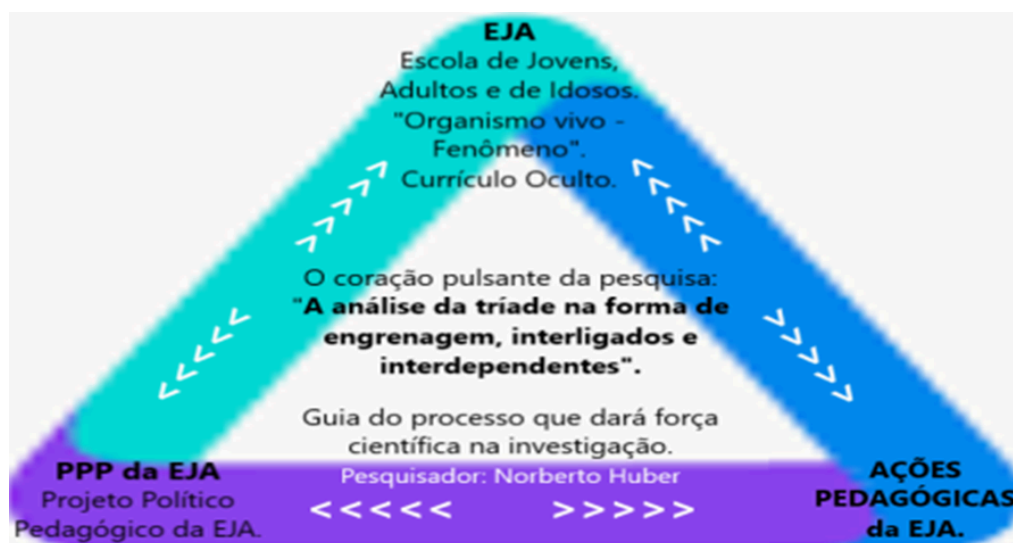 EJA
Escola de Jovens,
Adultos e de Idosos.
"Organismo vivo -
Fenômeno".
Currículo Oculto.
O coração pulsante da pesquisa:
"A análise da tríade na forma de
engrenagem, interligados e
interdependentes".
Guia do processo que dará força
científica na investigação.
Pesquisador: Norberto Huber
<<<<< >>>>>
PPP da EJA
Projeto Político
Pedagógico da EJA.
AÇÕES
PEDAGÓGICAS
da EJA.